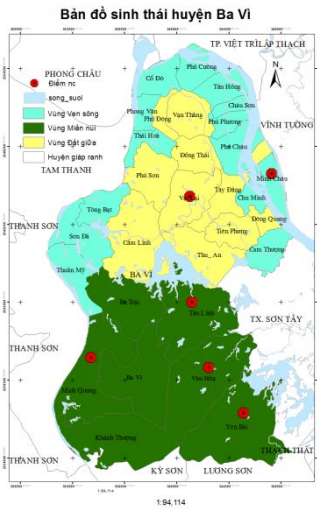 Bản đồ sinh thái huyện Ba Vì
TP. VIỆT TRÌ
LẬP THẠCH
PHONG CHÂU
Điểm nc
song_suoi
Vùng Ven sông
Vùng Miền núi
Vùng Đất giữa
Huyện giáp ranh
N
Phú Cường
Cổ Đô
Tản Hồng
Châu Sơn
Phong Vân
Phú Đông
Vạn Thắng
Phú Phương
VĨNH TƯỜNG
Thái Hoà
Phú Châu
Đồng Thái
TAM THANH
Phú Sơn
Minh Châu
Tây Đằng
Chu Minh
Tòng Bạt
Đông Quang
THANH SƠN
Tiên Phong
Sơn Đà
Cẩm Lĩnh
Cam Thượng
Thụy_An
Thuần Mỹ
BA VÌ
Ba Trại
Tản Lĩnh
TX. SƠN TÂY
THANH SƠN
Ba Vì
Vân Hòa
Minh Quang
Yên Bài
Khánh Thượng
THẠCH THẤT
THANH SƠN
KỲ SƠN
LƯƠNG SƠN
1:94,114
1:94,114